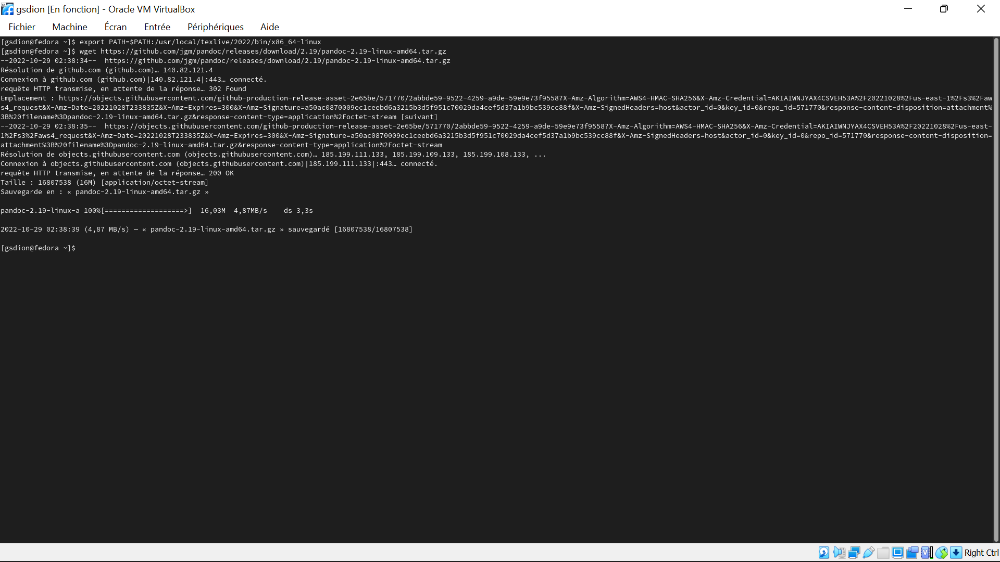 gsdion [En fonction] - Oracle VM VirtualBox
Fichier Machine Écran Entrée Périphériques Aide
[gsdion@fedora ~]$ export PATH=$PATH:/usr/local/texlive/2022/bin/x86_64-linux
[gsdion@fedora ~]$ wget https://github.com/jgm/pandoc/releases/download/2.19/pandoc-2.19-linux-amd64.tar.gz
--2022-10-29 02:38:34--  https://github.com/jgm/pandoc/releases/download/2.19/pandoc-2.19-linux-amd64.tar.gz
Résolution de github.com (github.com)… 140.82.121.4
Connexion à github.com (github.com)|140.82.121.4|:443… connecté.
requête HTTP transmise, en attente de la réponse… 302 Found
Emplacement : https://objects.githubusercontent.com/github-production-release-asset-2e65be/571770/2abbde59-9522-4259-a9de-59e9e73f9558?X-Amz-Algorithm=AWS4-HMAC-SHA256&X-Amz-Credential=AKIAIWNJYAX4CSVEH53A%2F20221028%2Fus-east-1%2Fs3%2Faw
s4_request&X-Amz-Date=20221028T233835Z&X-Amz-Expires=300&X-Amz-Signature=a50ac0870009ec1ceebd6a3215b3d5f951c70029da4cef5d37a1b9bc539cc88f&X-Amz-SignedHeaders=host&actor_id=0&key_id=0&repo_id=571770&response-content-disposition=attachment%
3B%20filename%3Dpandoc-2.19-linux-amd64.tar.gz&response-content-type=application%2Foctet-stream [suivant]
--2022-10-29 02:38:35--  https://objects.githubusercontent.com/github-production-release-asset-2e65be/571770/2abbde59-9522-4259-a9de-59e9e73f9558?X-Amz-Algorithm=AWS4-HMAC-SHA256&X-Amz-Credential=AKIAIWNJYAX4CSVEH53A%2F20221028%2Fus-east-
1%2Fs3%2Faws4_request&X-Amz-Date=20221028T233835Z&X-Amz-Expires=300&X-Amz-Signature=a50ac0870009ec1ceebd6a3215b3d5f951c70029da4cef5d37a1b9bc539cc88f&X-Amz-SignedHeaders=host&actor_id=0&key_id=0&repo_id=571770&response-content-disposition=
attachment%3B%20filename%3Dpandoc-2.19-linux-amd64.tar.gz&response-content-type=application%2Foctet-stream
Résolution de objects.githubusercontent.com (objects.githubusercontent.com)… 185.199.111.133, 185.199.109.133, 185.199.108.133, ...
Connexion à objects.githubusercontent.com (objects.githubusercontent.com)|185.199.111.133|:443… connecté.
requête HTTP transmise, en attente de la réponse… 200 OK
Taille : 16807538 (16M) [application/octet-stream]
Sauvegarde en : « pandoc-2.19-linux-amd64.tar.gz »
pandoc-2.19-linux-a 100%[===================>]  16,03M  4,87MB/s    ds 3,3s
2022-10-29 02:38:39 (4,87 MB/s) — « pandoc-2.19-linux-amd64.tar.gz » sauvegardé [16807538/16807538]
[gsdion@fedora ~]$
Right Ctrl